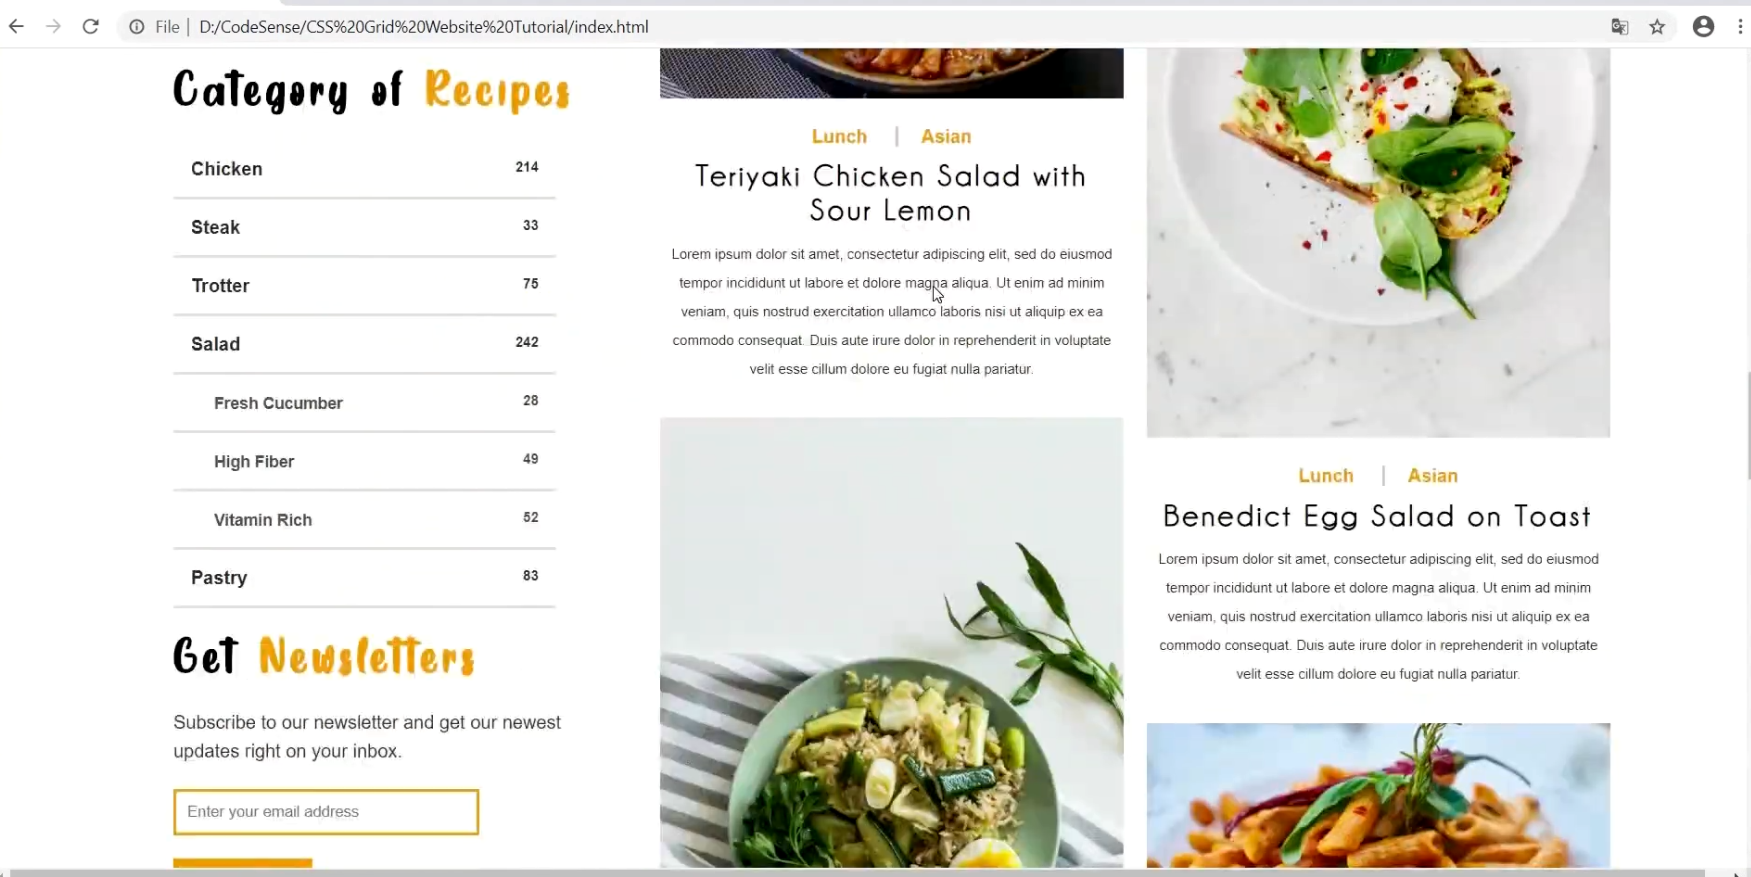 File | D:/CodeSense/CSS%20Grid%20Website%20Tutorial/index.html
Category of Recipes
Chicken 214
Steak 33
Trotter 75
Salad 242
Fresh Cucumber 28
High Fiber 49
Vitamin Rich 52
Pastry 83
Get Newsletters
Subscribe to our newsletter and get our newest
updates right on your inbox.
Enter your email address
Lunch | Asian
Teriyaki Chicken Salad with
Sour Lemon
Lorem ipsum dolor sit amet, consectetur adipiscing elit, sed do eiusmod
tempor incididunt ut labore et dolore magna aliqua. Ut enim ad minim
veniam, quis nostrud exercitation ullamco laboris nisi ut aliquip ex ea
commodo consequat. Duis aute irure dolor in reprehenderit in voluptate
velit esse cillum dolore eu fugiat nulla pariatur.
Lunch | Asian
Benedict Egg Salad on Toast
Lorem ipsum dolor sit amet, consectetur adipiscing elit, sed do eiusmod
tempor incididunt ut labore et dolore magna aliqua. Ut enim ad minim
veniam, quis nostrud exercitation ullamco laboris nisi ut aliquip ex ea
commodo consequat. Duis aute irure dolor in reprehenderit in voluptate
velit esse cillum dolore eu fugiat nulla pariatur.